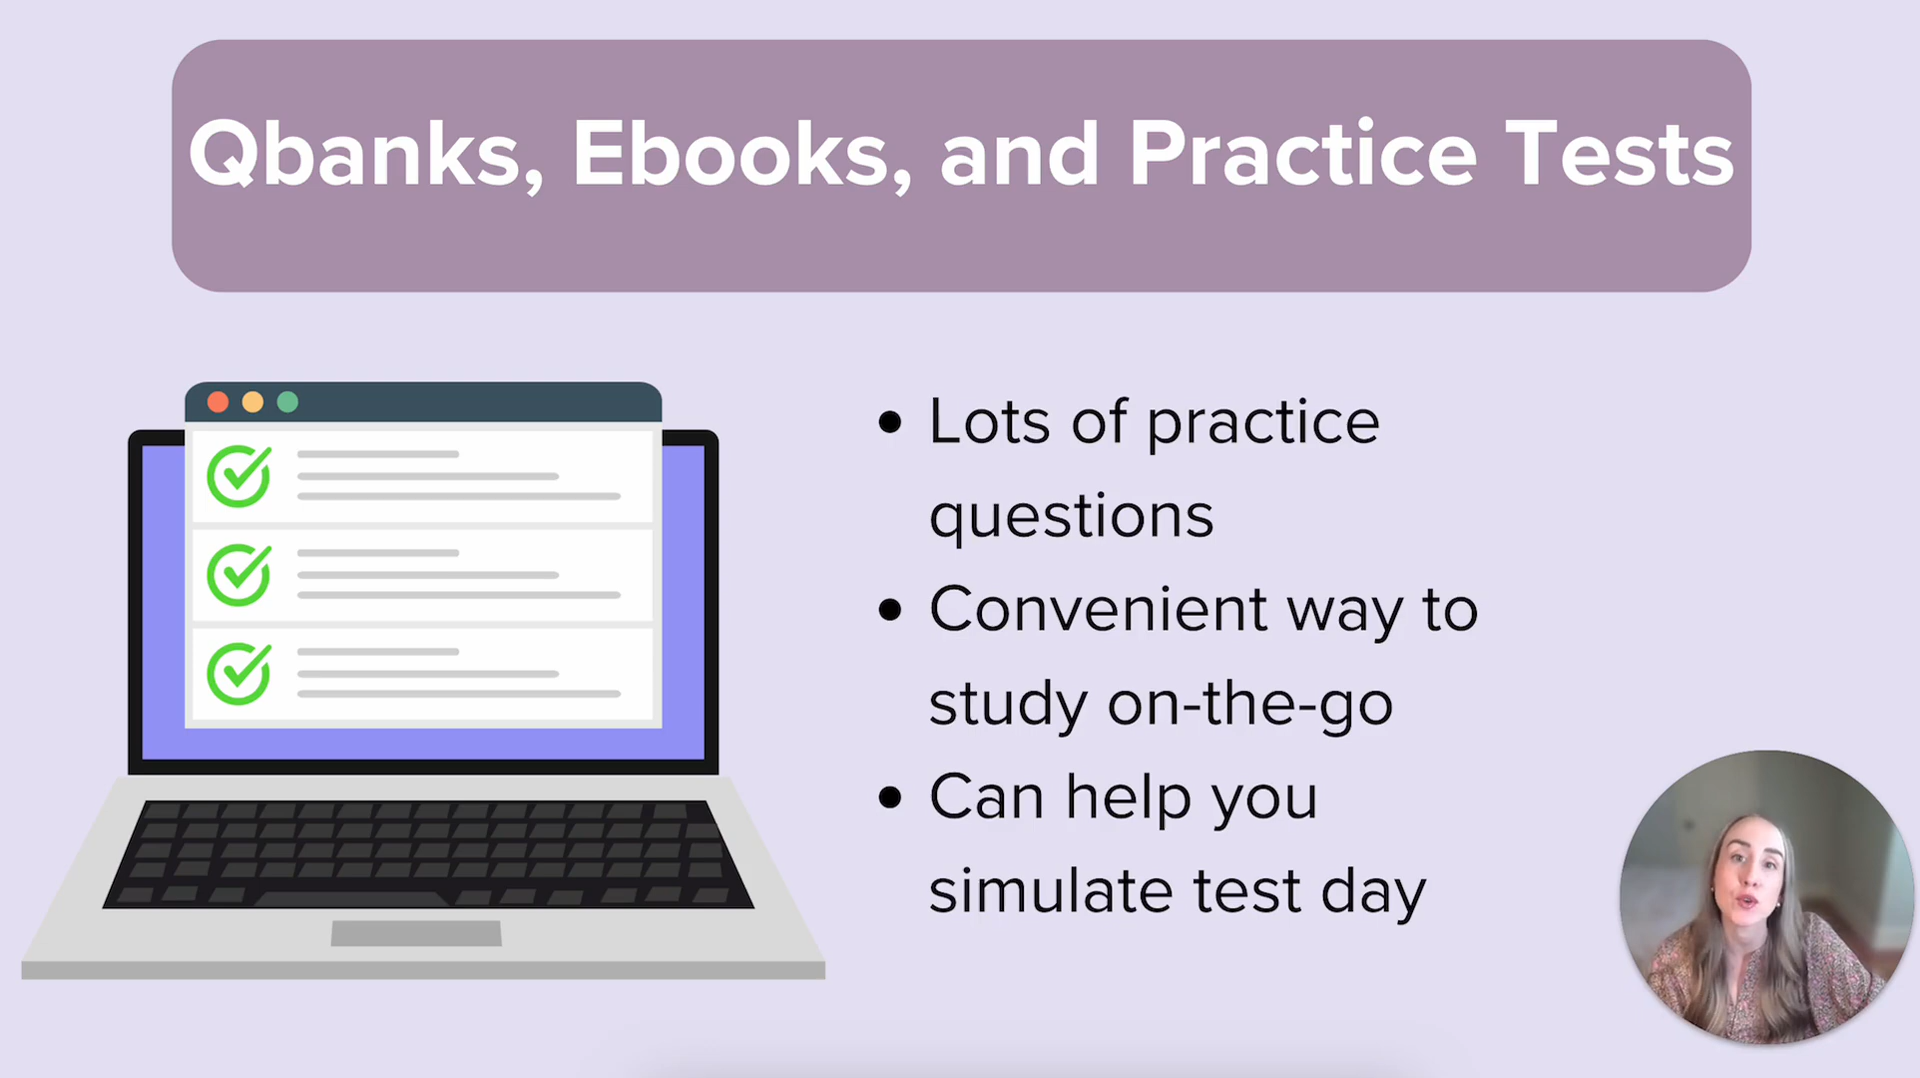 Qbanks, Ebooks, and Practice Tests
• Lots of practice
questions
• Convenient way to
study on-the-go
• Can help you
simulate test day